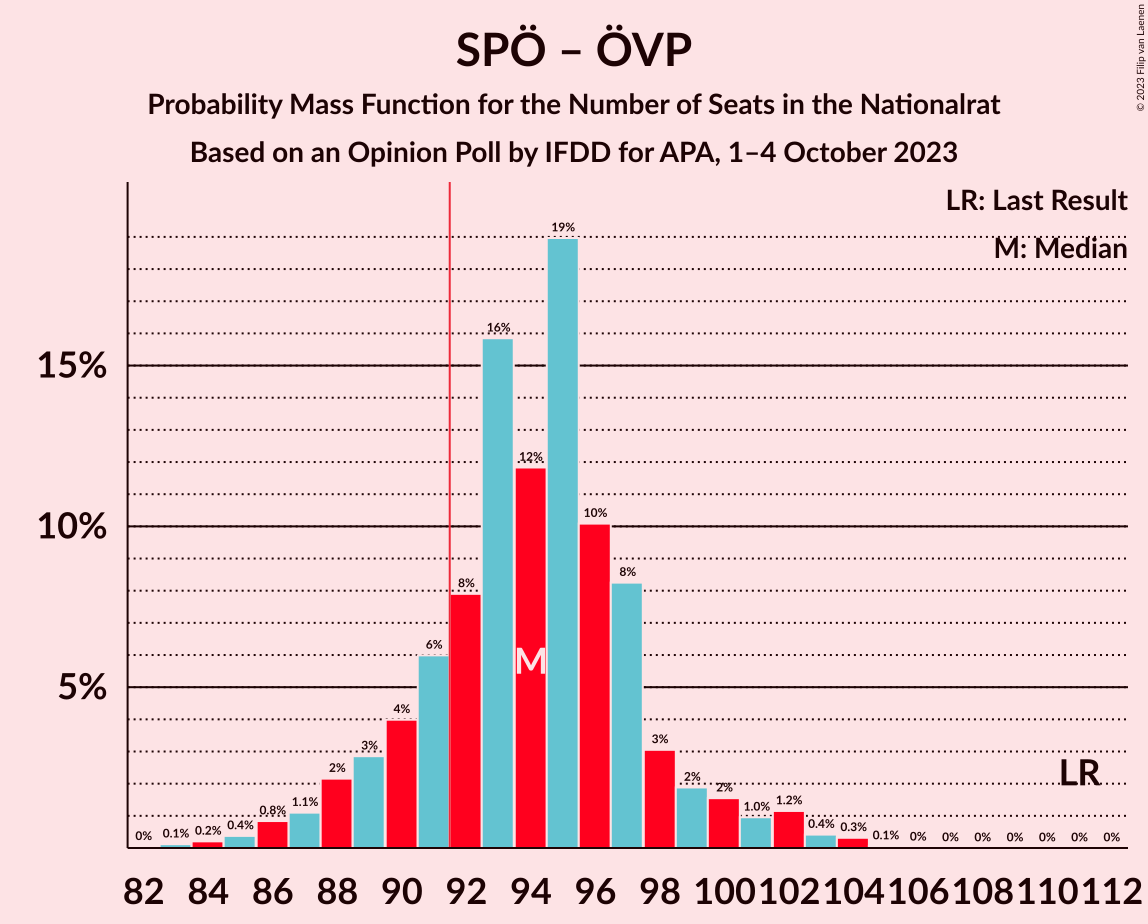 SPÖ – ÖVP
Probability Mass Function for the Number of Seats in the Nationalrat
Based on an Opinion Poll by IFDD for APA, 1–4 October 2023
© 2023 Filip van Laenen
LR: Last Result
M: Median
15%
10%
5%
0% 0.1% 0.2% 0.4% 0.8% 1.1% 2% 3% 4% 6% 8% 16% 12% 19% 10% 8% 3% 2% 2% 1.0% 1.2% 0.4% 0.3% 0.1% 0% 0% 0% 0% 0% 0% 0%
M
LR
82 84 86 88 90 92 94 96 98 100 102 104 106 108 110 112